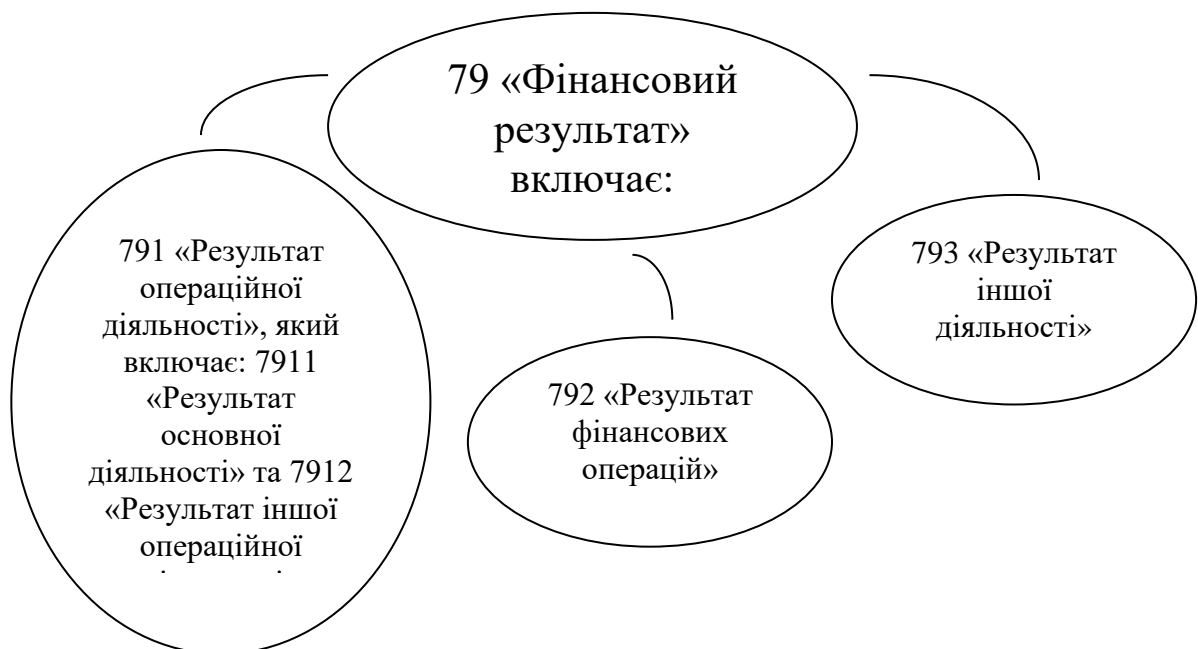 79 «Фінансовий
результат»
включає:
791 «Результат
операційної
діяльності», який
включає: 7911
«Результат
основної
діяльності» та 7912
«Результат іншої
операційної
792 «Результат
фінансових
операцій»
793 «Результат
іншої
діяльності»